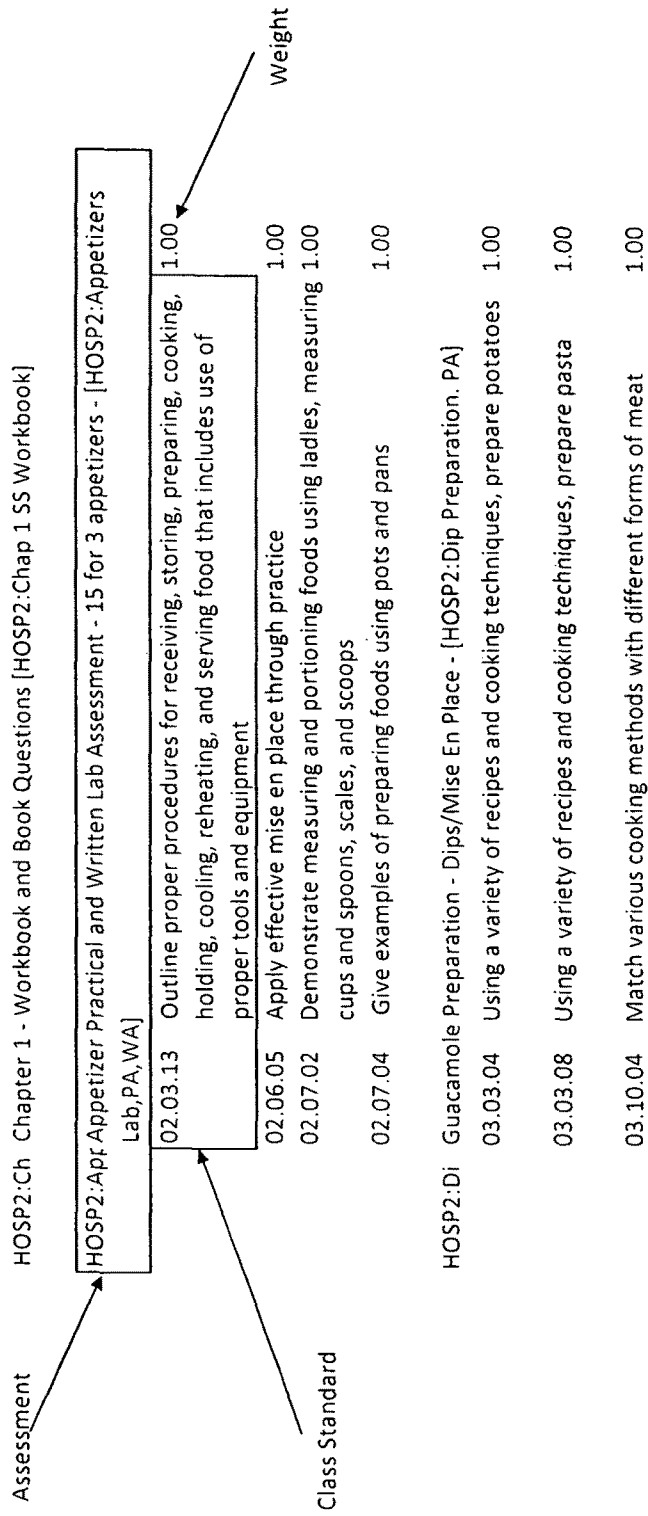 Assessment
HOSP2:Ch Chapter 1 - Workbook and Book Questions [HOSP2:Chap 1 SS Workbook]
HOSP2:Apr Appetizer Practical and Written Lab Assessment - 15 for 3 appetizers - [HOSP2:Appetizers
Lab,PA,WA]
02.03.13 Outline proper procedures for receiving, storing, preparing, cooking, 1.00
holding, cooling, reheating, and serving food that includes use of
proper tools and equipment
Weight
Class Standard
02.06.05 Apply effective mise en place through practice 1.00
02.07.02 Demonstrate measuring and portioning foods using ladles, measuring 1.00
cups and spoons, scales, and scoops
02.07.04 Give examples of preparing foods using pots and pans 1.00
HOSP2:Di Guacamole Preparation - Dips/Mise En Place - [HOSP2:Dip Preparation. PA]
03.03.04 Using a variety of recipes and cooking techniques, prepare potatoes 1.00
03.03.08 Using a variety of recipes and cooking techniques, prepare pasta 1.00
03.10.04 Match various cooking methods with different forms of meat 1.00